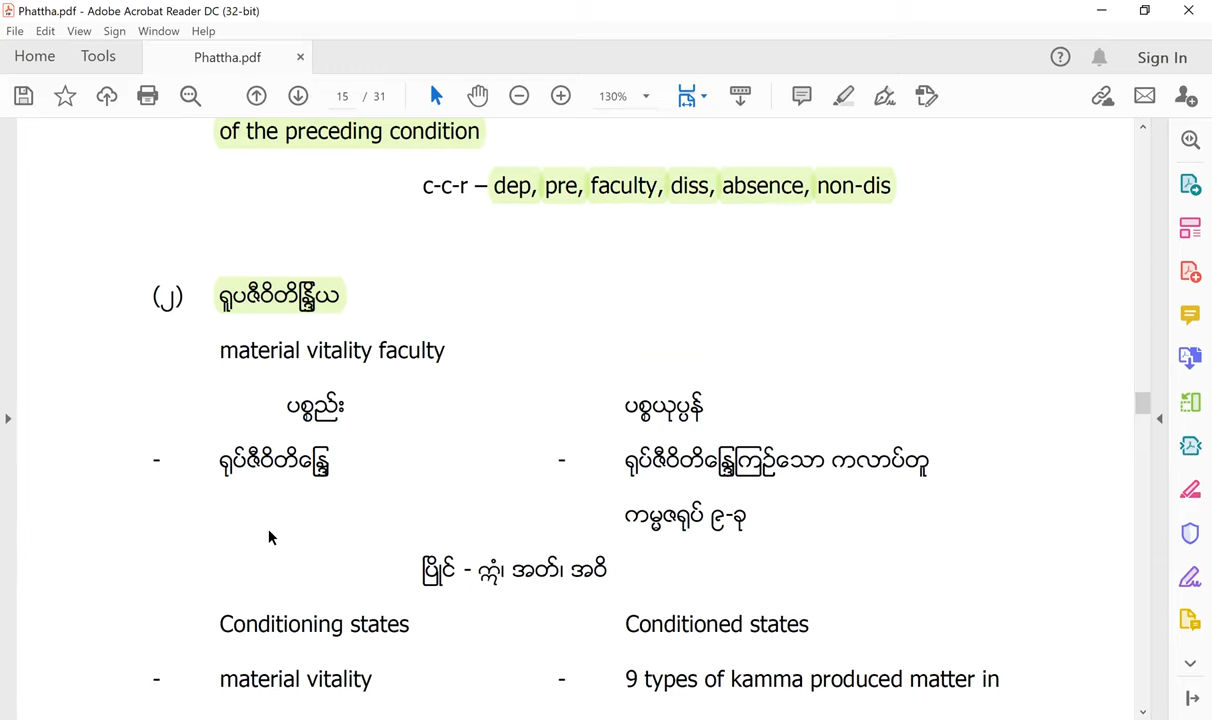 Phattha.pdf - Adobe Acrobat Reader DC (32-bit)
File Edit View Sign Window Help
Home Tools Phattha.pdf × Sign In
15 / 31 130%
of the preceding condition
c-c-r – dep, pre, faculty, diss, absence, non-dis
(၂) ရူပဇီဝိတိန္ဒြိယ
material vitality faculty
ပစ္စည်း ပစ္စယုပ္ပန်
- ရုပ်ဇီဝိတိန္ဒြေ - ရုပ်ဇီဝိတိန္ဒြေကြဉ်သော ကလာပ်တူ
ကမ္မဇရုပ် ၉-ခု
ပြိုင် - ဣံ၊ အတ်၊ အဝိ
Conditioning states Conditioned states
- material vitality - 9 types of kamma produced matter in